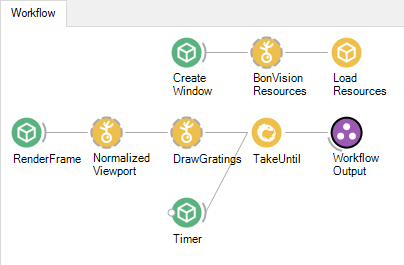 Workflow
Create
Window
BonVision
Resources
Load
Resources
RenderFrame
Normalized
Viewport
DrawGratings
TakeUntil
Workflow
Output
Timer